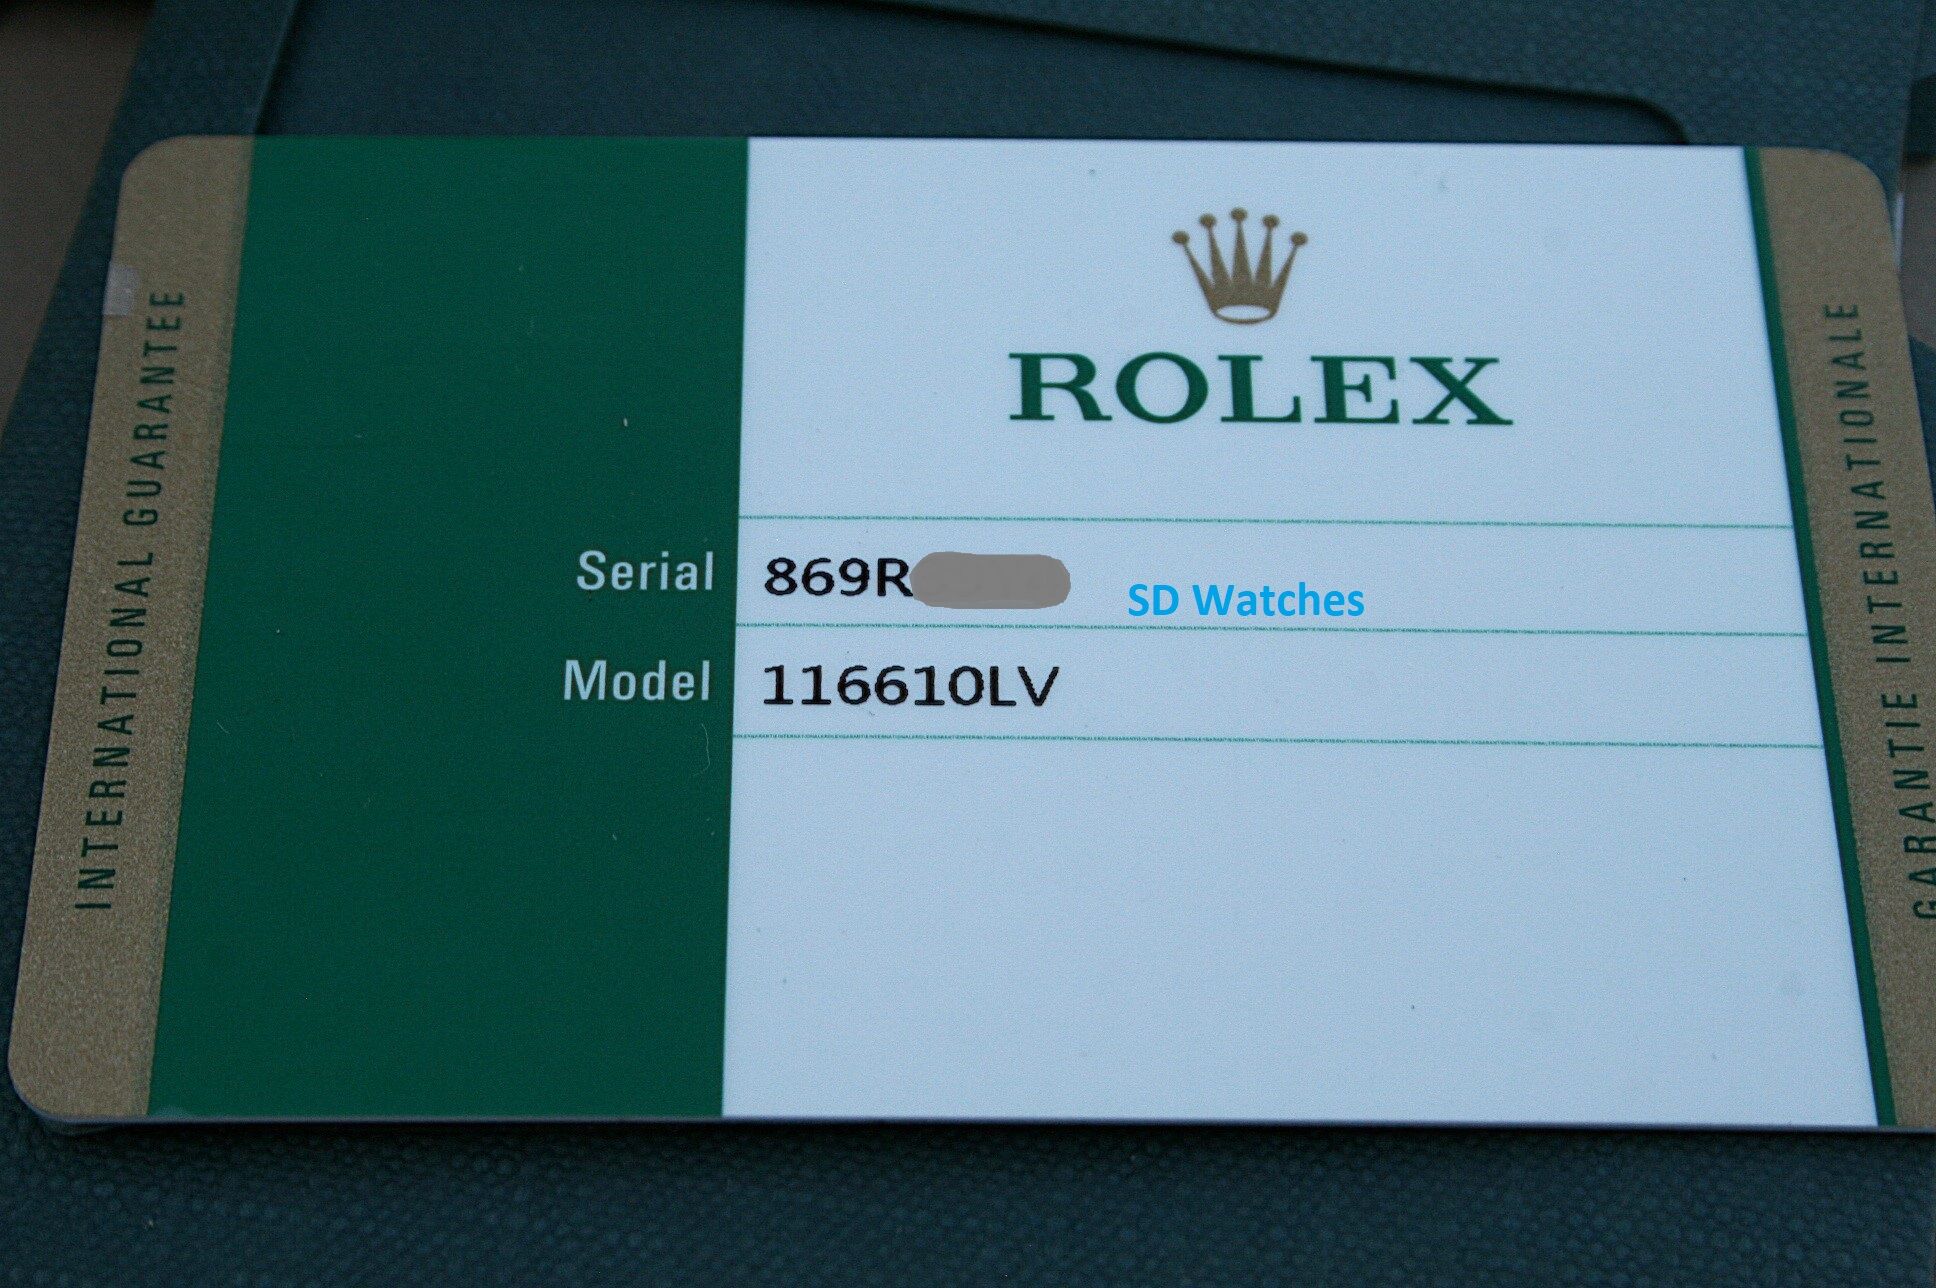 INTERNATIONAL GUARANTEE
ROLEX
Serial 869R
SD Watches
Model 116610LV
GARANTIE INTERNATIONALE